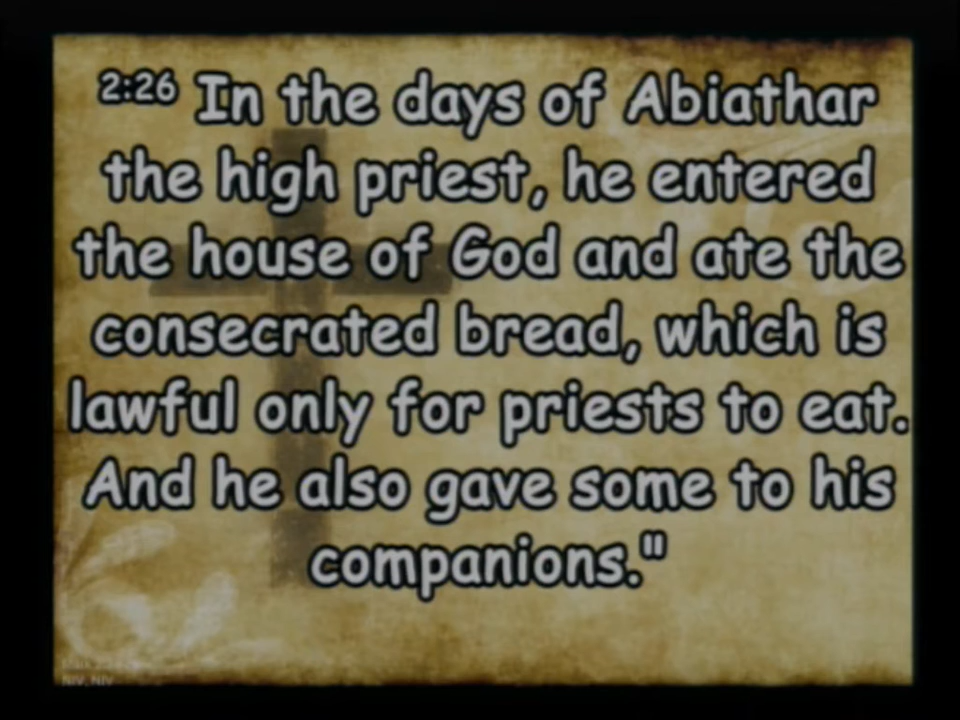 2:26 In the days of Abiathar
the high priest, he entered
the house of God and ate the
consecrated bread, which is
lawful only for priests to eat.
And he also gave some to his
companions."
NIV, NIV